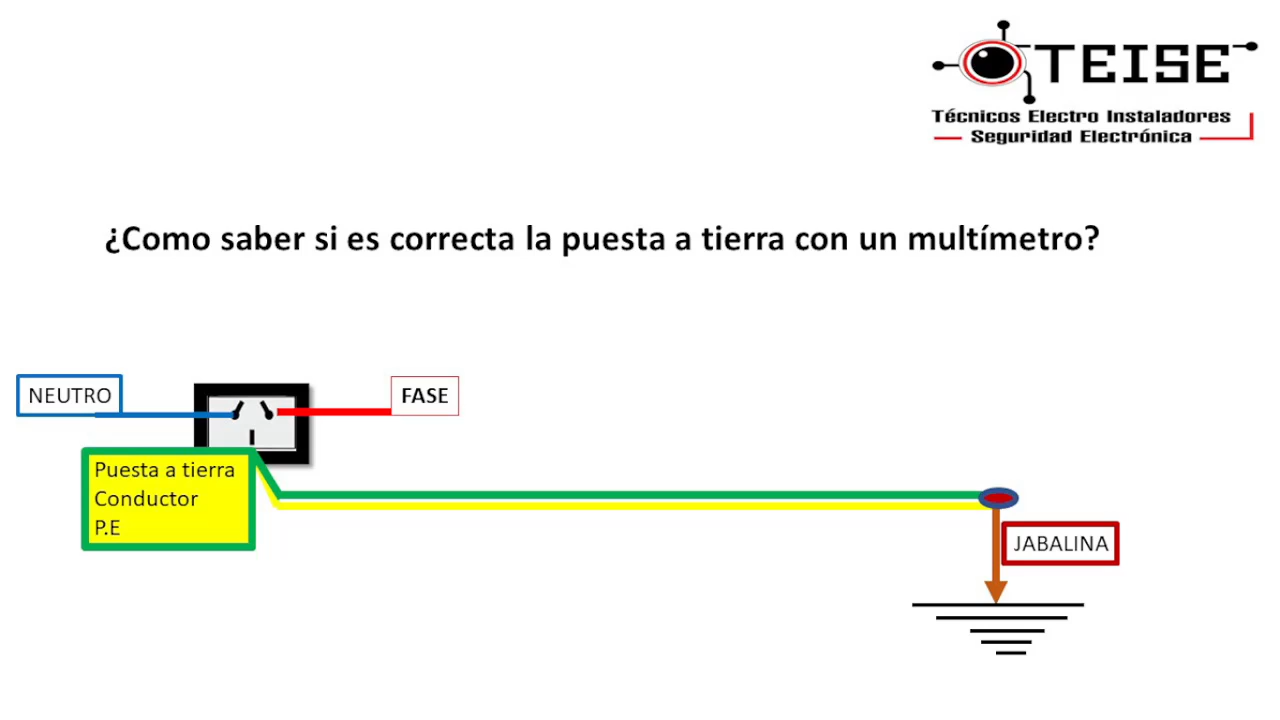 TEISE
Técnicos Electro Instaladores
Seguridad Electrónica
¿Como saber si es correcta la puesta a tierra con un multímetro?
NEUTRO
FASE
Puesta a tierra
Conductor
P.E
JABALINA